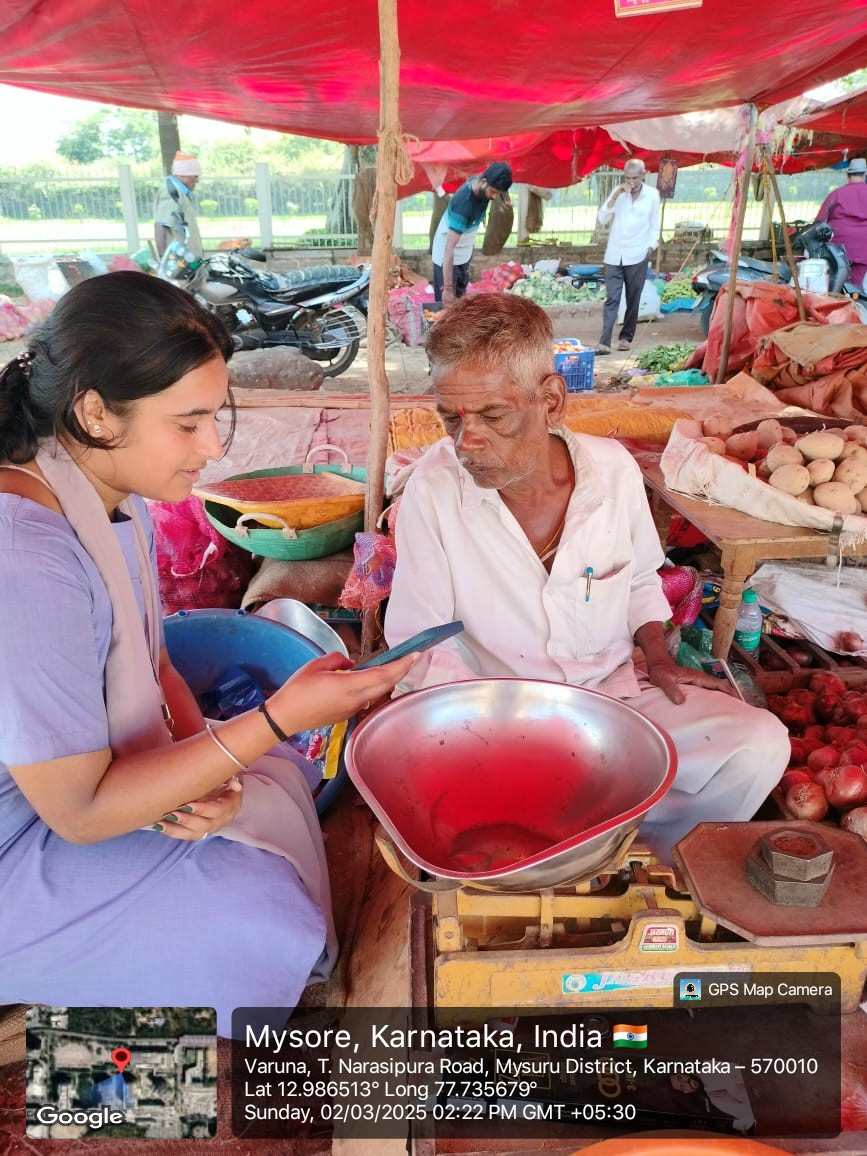 GPS Map Camera
Mysore, Karnataka, India
Varuna, T. Narasipura Road, Mysuru District, Karnataka – 570010
Lat 12.986513° Long 77.735679°
Sunday, 02/03/2025 02:22 PM GMT +05:30
Google